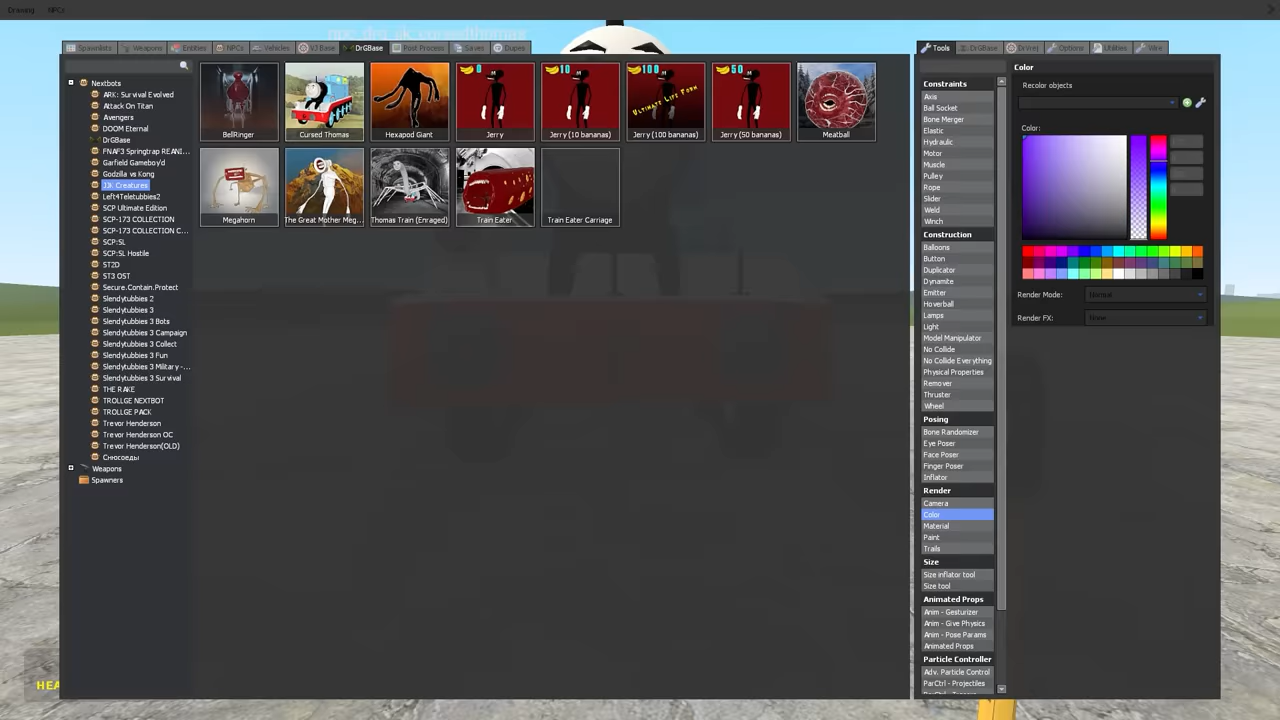 Drawing NPCs
Spawnlists Weapons Entities NPCs Vehicles VJ Base DrGBase Post Process Saves Dupes
Nextbots
ARK: Survival Evolved
Attack On Titan
Avengers
DOOM Eternal
DrGBase
FNAF3 Springtrap REANI...
Garfield Gameboy'd
Godzilla vs Kong
J3K Creatures
Left4Teletubbies2
SCP Ultimate Edition
SCP-173 COLLECTION
SCP-173 COLLECTION C...
SCP:SL
SCP:SL Hostile
ST2D
ST3 OST
Secure.Contain.Protect
Slendytubbies 2
Slendytubbies 3
Slendytubbies 3 Bots
Slendytubbies 3 Campaign
Slendytubbies 3 Collect
Slendytubbies 3 Fun
Slendytubbies 3 Military -...
Slendytubbies 3 Survival
THE RAKE
TROLLGE NEXTBOT
TROLLGE PACK
Trevor Henderson
Trevor Henderson OC
Trevor Henderson(OLD)
Снюсоеды
Weapons
Spawners
0 10 100 50
ULTIMATE LIFE FORM
BellRinger Cursed Thomas Hexapod Giant Jerry Jerry (10 bananas) Jerry (100 bananas) Jerry (50 bananas) Meatball
Megahorn The Great Mother Meg... Thomas Train (Enraged) Train Eater Train Eater Carriage
Tools DrGBase Options Utilities Wire
Constraints
Axis
Ball Socket
Bone Merger
Elastic
Hydraulic
Motor
Muscle
Pulley
Rope
Slider
Weld
Winch
Construction
Balloons
Button
Duplicator
Dynamite
Emitter
Hoverball
Lamps
Light
Model Manipulator
No Collide
No Collide Everything
Physical Properties
Remover
Thruster
Wheel
Posing
Bone Randomizer
Eye Poser
Face Poser
Finger Poser
Inflator
Render
Camera
Color
Material
Paint
Trails
Size
Size inflator tool
Size tool
Animated Props
Anim - Gesturizer
Anim - Give Physics
Anim - Pose Params
Animated Props
Particle Controller
Adv. Particle Control
ParCtrl - Projectiles
Color
Recolor objects
Color:
Render Mode: Normal
Render FX: None
HEA